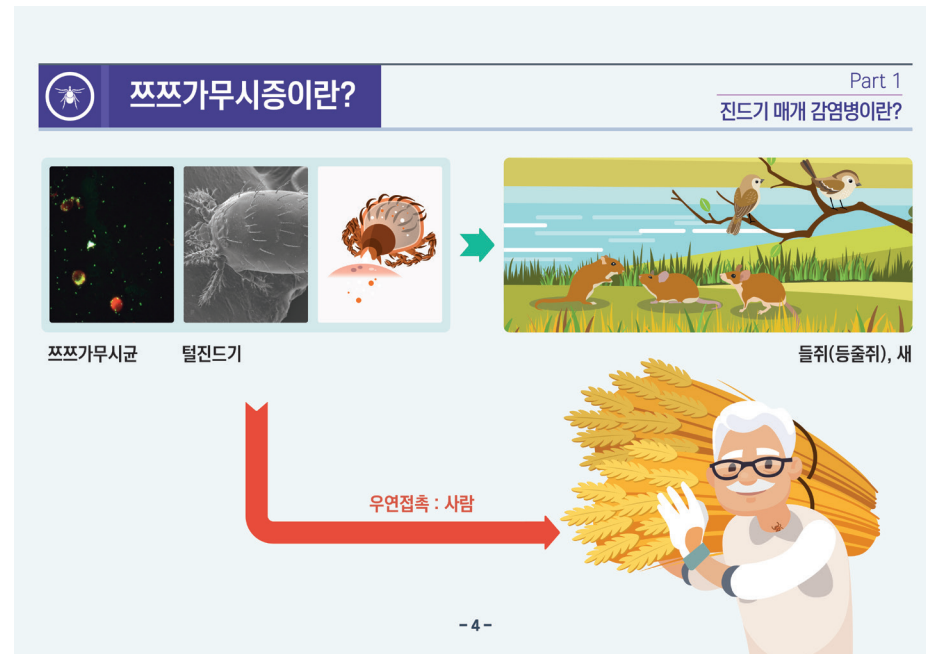 쯔쯔가무시증이란?
Part 1
진드기 매개 감염병이란?
쯔쯔가무시균
털진드기
들쥐(등줄쥐), 새
우연접촉 : 사람
- 4 -